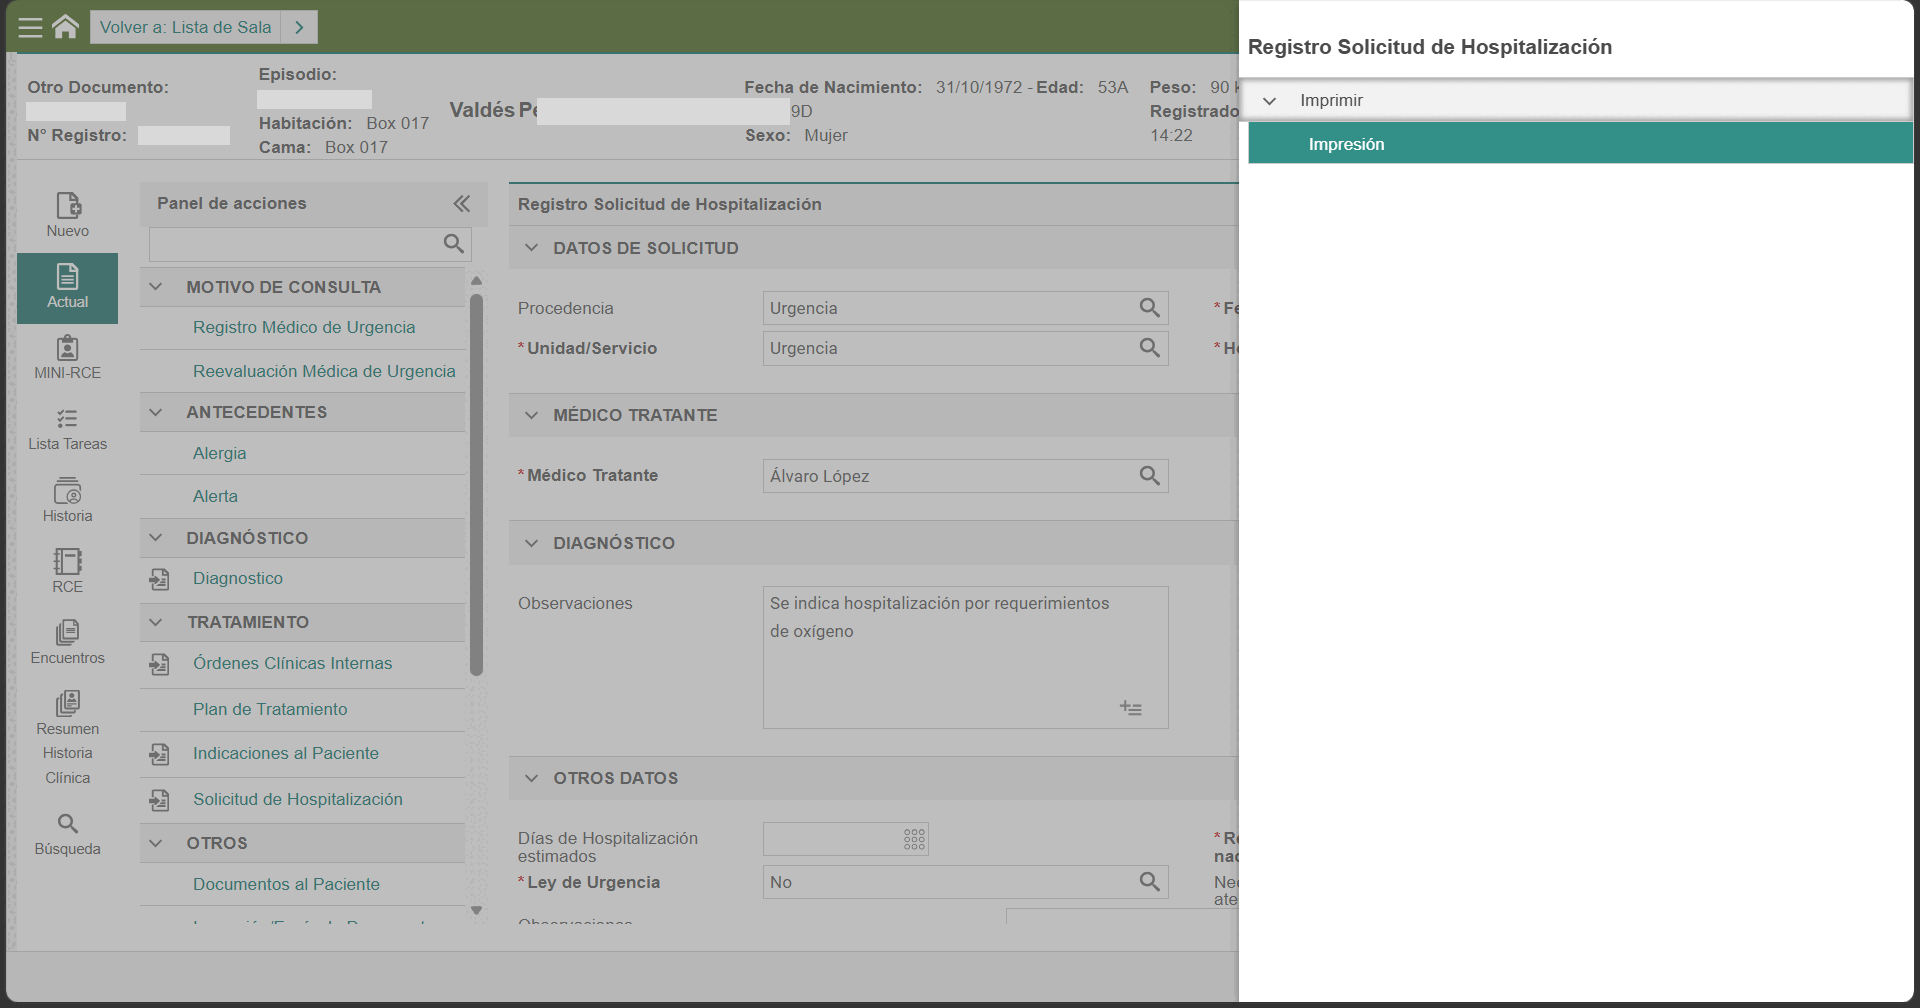 Volver a: Lista de Sala
Registro Solicitud de Hospitalización
Imprimir
Impresión
Otro Documento:
N° Registro:
Episodio:
Habitación: Box 017
Cama: Box 017
Valdés
Fecha de Nacimiento: 31/10/1972 - Edad: 53A
9D
Sexo: Mujer
Peso: 90
Registrado
14:22
Nuevo
Actual
MINI-RCE
Lista Tareas
Historia
RCE
Encuentros
Resumen
Historia
Clínica
Búsqueda
Panel de acciones
MOTIVO DE CONSULTA
Registro Médico de Urgencia
Reevaluación Médica de Urgencia
ANTECEDENTES
Alergia
Alerta
DIAGNÓSTICO
Diagnostico
TRATAMIENTO
Órdenes Clínicas Internas
Plan de Tratamiento
Indicaciones al Paciente
Solicitud de Hospitalización
OTROS
Documentos al Paciente
Registro Solicitud de Hospitalización
DATOS DE SOLICITUD
Procedencia Urgencia
*Unidad/Servicio Urgencia
MÉDICO TRATANTE
*Médico Tratante Álvaro López
DIAGNÓSTICO
Observaciones Se indica hospitalización por requerimientos
de oxígeno
OTROS DATOS
Días de Hospitalización
estimados
*Ley de Urgencia No
Observaciones